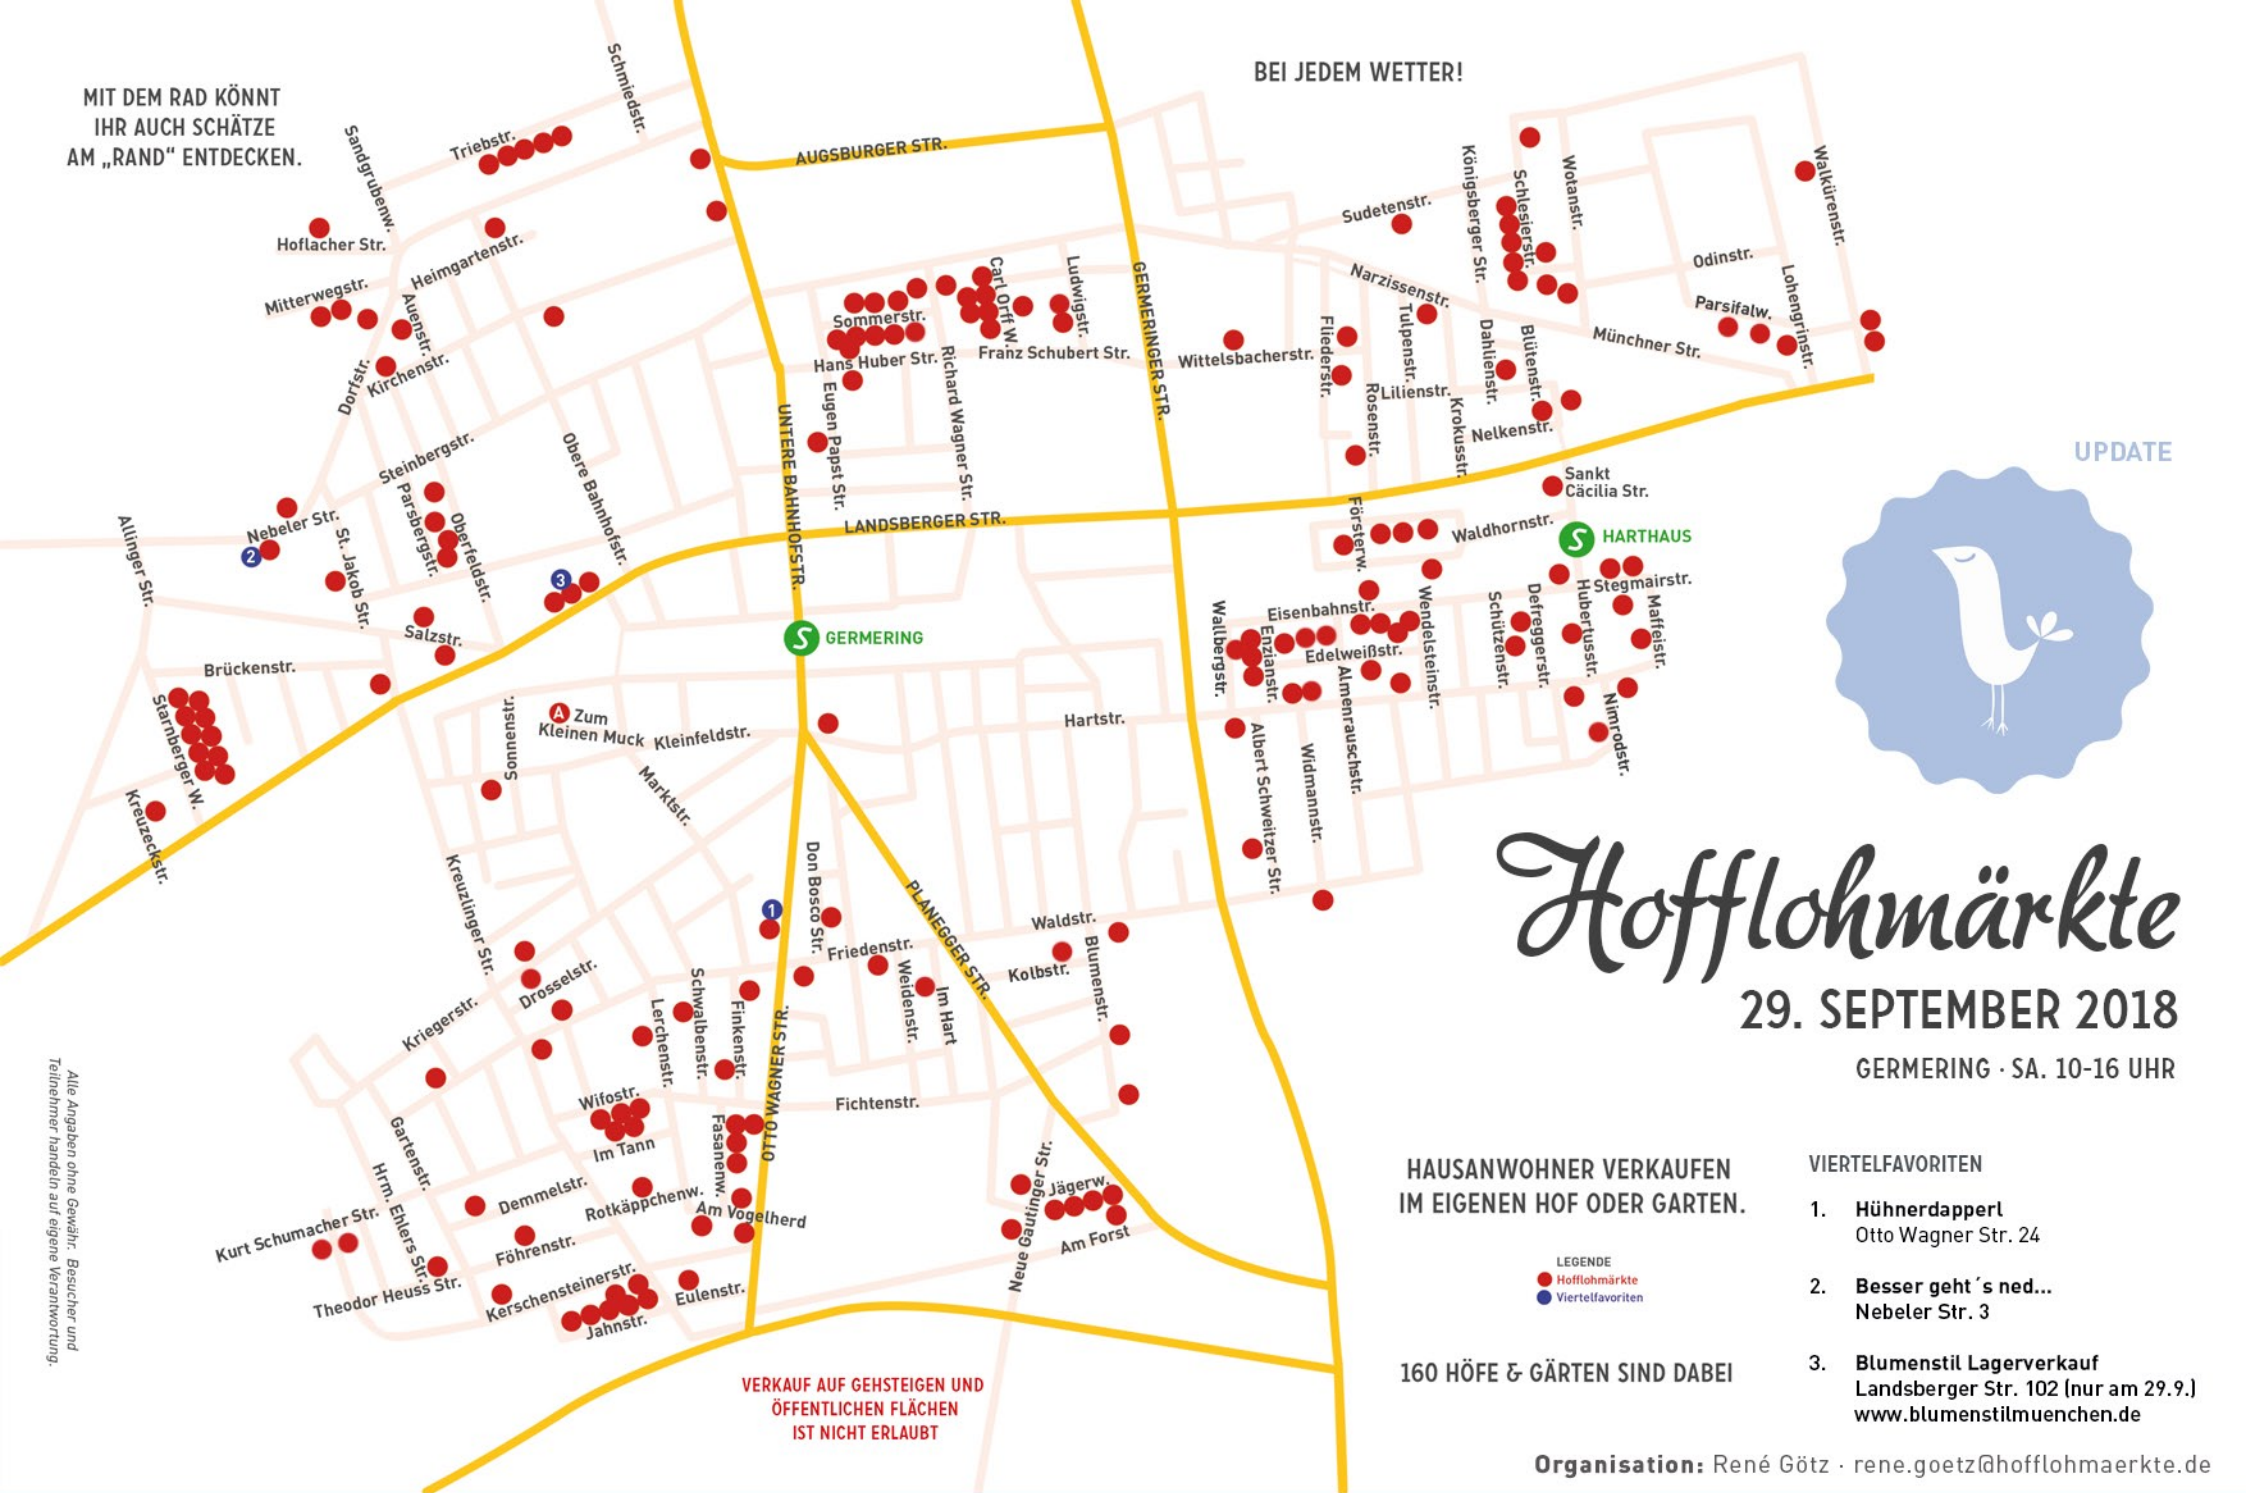 MIT DEM RAD KÖNNT
IHR AUCH SCHÄTZE
AM „RAND“ ENTDECKEN.
BEI JEDEM WETTER!
Schmiedstr.
Sandgrubenw.
Triebstr.
Hoflacher Str.
Heimgartenstr.
Mitterwegstr.
Auenstr.
Dorfstr.
Kirchenstr.
AUGSBURGER STR.
Sommerstr.
Hans Huber Str.
Carl Orff W.
Ludwigstr.
Franz Schubert Str.
Eugen Papst Str.
Richard Wagner Str.
UNTERE BAHNHOFSTR.
GERMERINGER STR.
Wittelsbacherstr.
Sudetenstr.
Narzissenstr.
Königsberger Str.
Schlesierstr.
Wotanstr.
Walkürenstr.
Odinstr.
Parsifalw.
Lohengrinstr.
Münchner Str.
Fliederstr.
Tulpenstr.
Dahlienstr.
Blütenstr.
Rosenstr.
Lilienstr.
Krokusstr.
Nelkenstr.
Steinbergstr.
Parsbergstr.
Oberfeldstr.
Obere Bahnhofstr.
Nebeler Str.
2
St. Jakob Str.
Allinger Str.
3
Salzstr.
Brückenstr.
Starnberger W.
Kreuzeckstr.
LANDSBERGER STR.
S GERMERING
Sankt
Cäcilia Str.
S HARTHAUS
Försterw.
Waldhornstr.
Stegmairstr.
Eisenbahnstr.
Wallbergstr.
Enzianstr.
Edelweißstr.
Wendelsteinstr.
Almenrauschstr.
Schützenstr.
Defreggerstr.
Hubertusstr.
Maffeistr.
Nimrodstr.
Albert Schweitzer Str.
Widmannstr.
Hartstr.
Sonnenstr.
A Zum
Kleinen Muck
Kleinfeldstr.
Marktstr.
Kreuzlinger Str.
1
Don Bosco Str.
Friedenstr.
PLANEGGER STR.
Weidenstr.
Im Hart
Waldstr.
Kolbstr.
Blumenstr.
Drosselstr.
Kriegerstr.
Lerchenstr.
Schwalbenstr.
Finkenstr.
OTTO WAGNER STR.
Fichtenstr.
Wifostr.
Im Tann
Fasanenw.
Gartenstr.
Hrm. Ehlers Str.
Demmelstr.
Rotkäppchenw.
Am Vogelherd
Kurt Schumacher Str.
Föhrenstr.
Theodor Heuss Str.
Kerschensteinerstr.
Jahnstr.
Eulenstr.
Neue Gautinger Str.
Jägerw.
Am Forst
UPDATE
Hofflohmärkte
29. SEPTEMBER 2018
GERMERING · SA. 10-16 UHR
HAUSANWOHNER VERKAUFEN
IM EIGENEN HOF ODER GARTEN.
LEGENDE
Hofflohmärkte
Viertelfavoriten
160 HÖFE & GÄRTEN SIND DABEI
VIERTELFAVORITEN
1. Hühnerdapperl
Otto Wagner Str. 24
2. Besser geht´s ned...
Nebeler Str. 3
3. Blumenstil Lagerverkauf
Landsberger Str. 102 (nur am 29.9.)
www.blumenstilmuenchen.de
VERKAUF AUF GEHSTEIGEN UND
ÖFFENTLICHEN FLÄCHEN
IST NICHT ERLAUBT
Organisation: René Götz · rene.goetz@hofflohmaerkte.de
Alle Angaben ohne Gewähr. Besucher und
Teilnehmer handeln auf eigene Verantwortung.